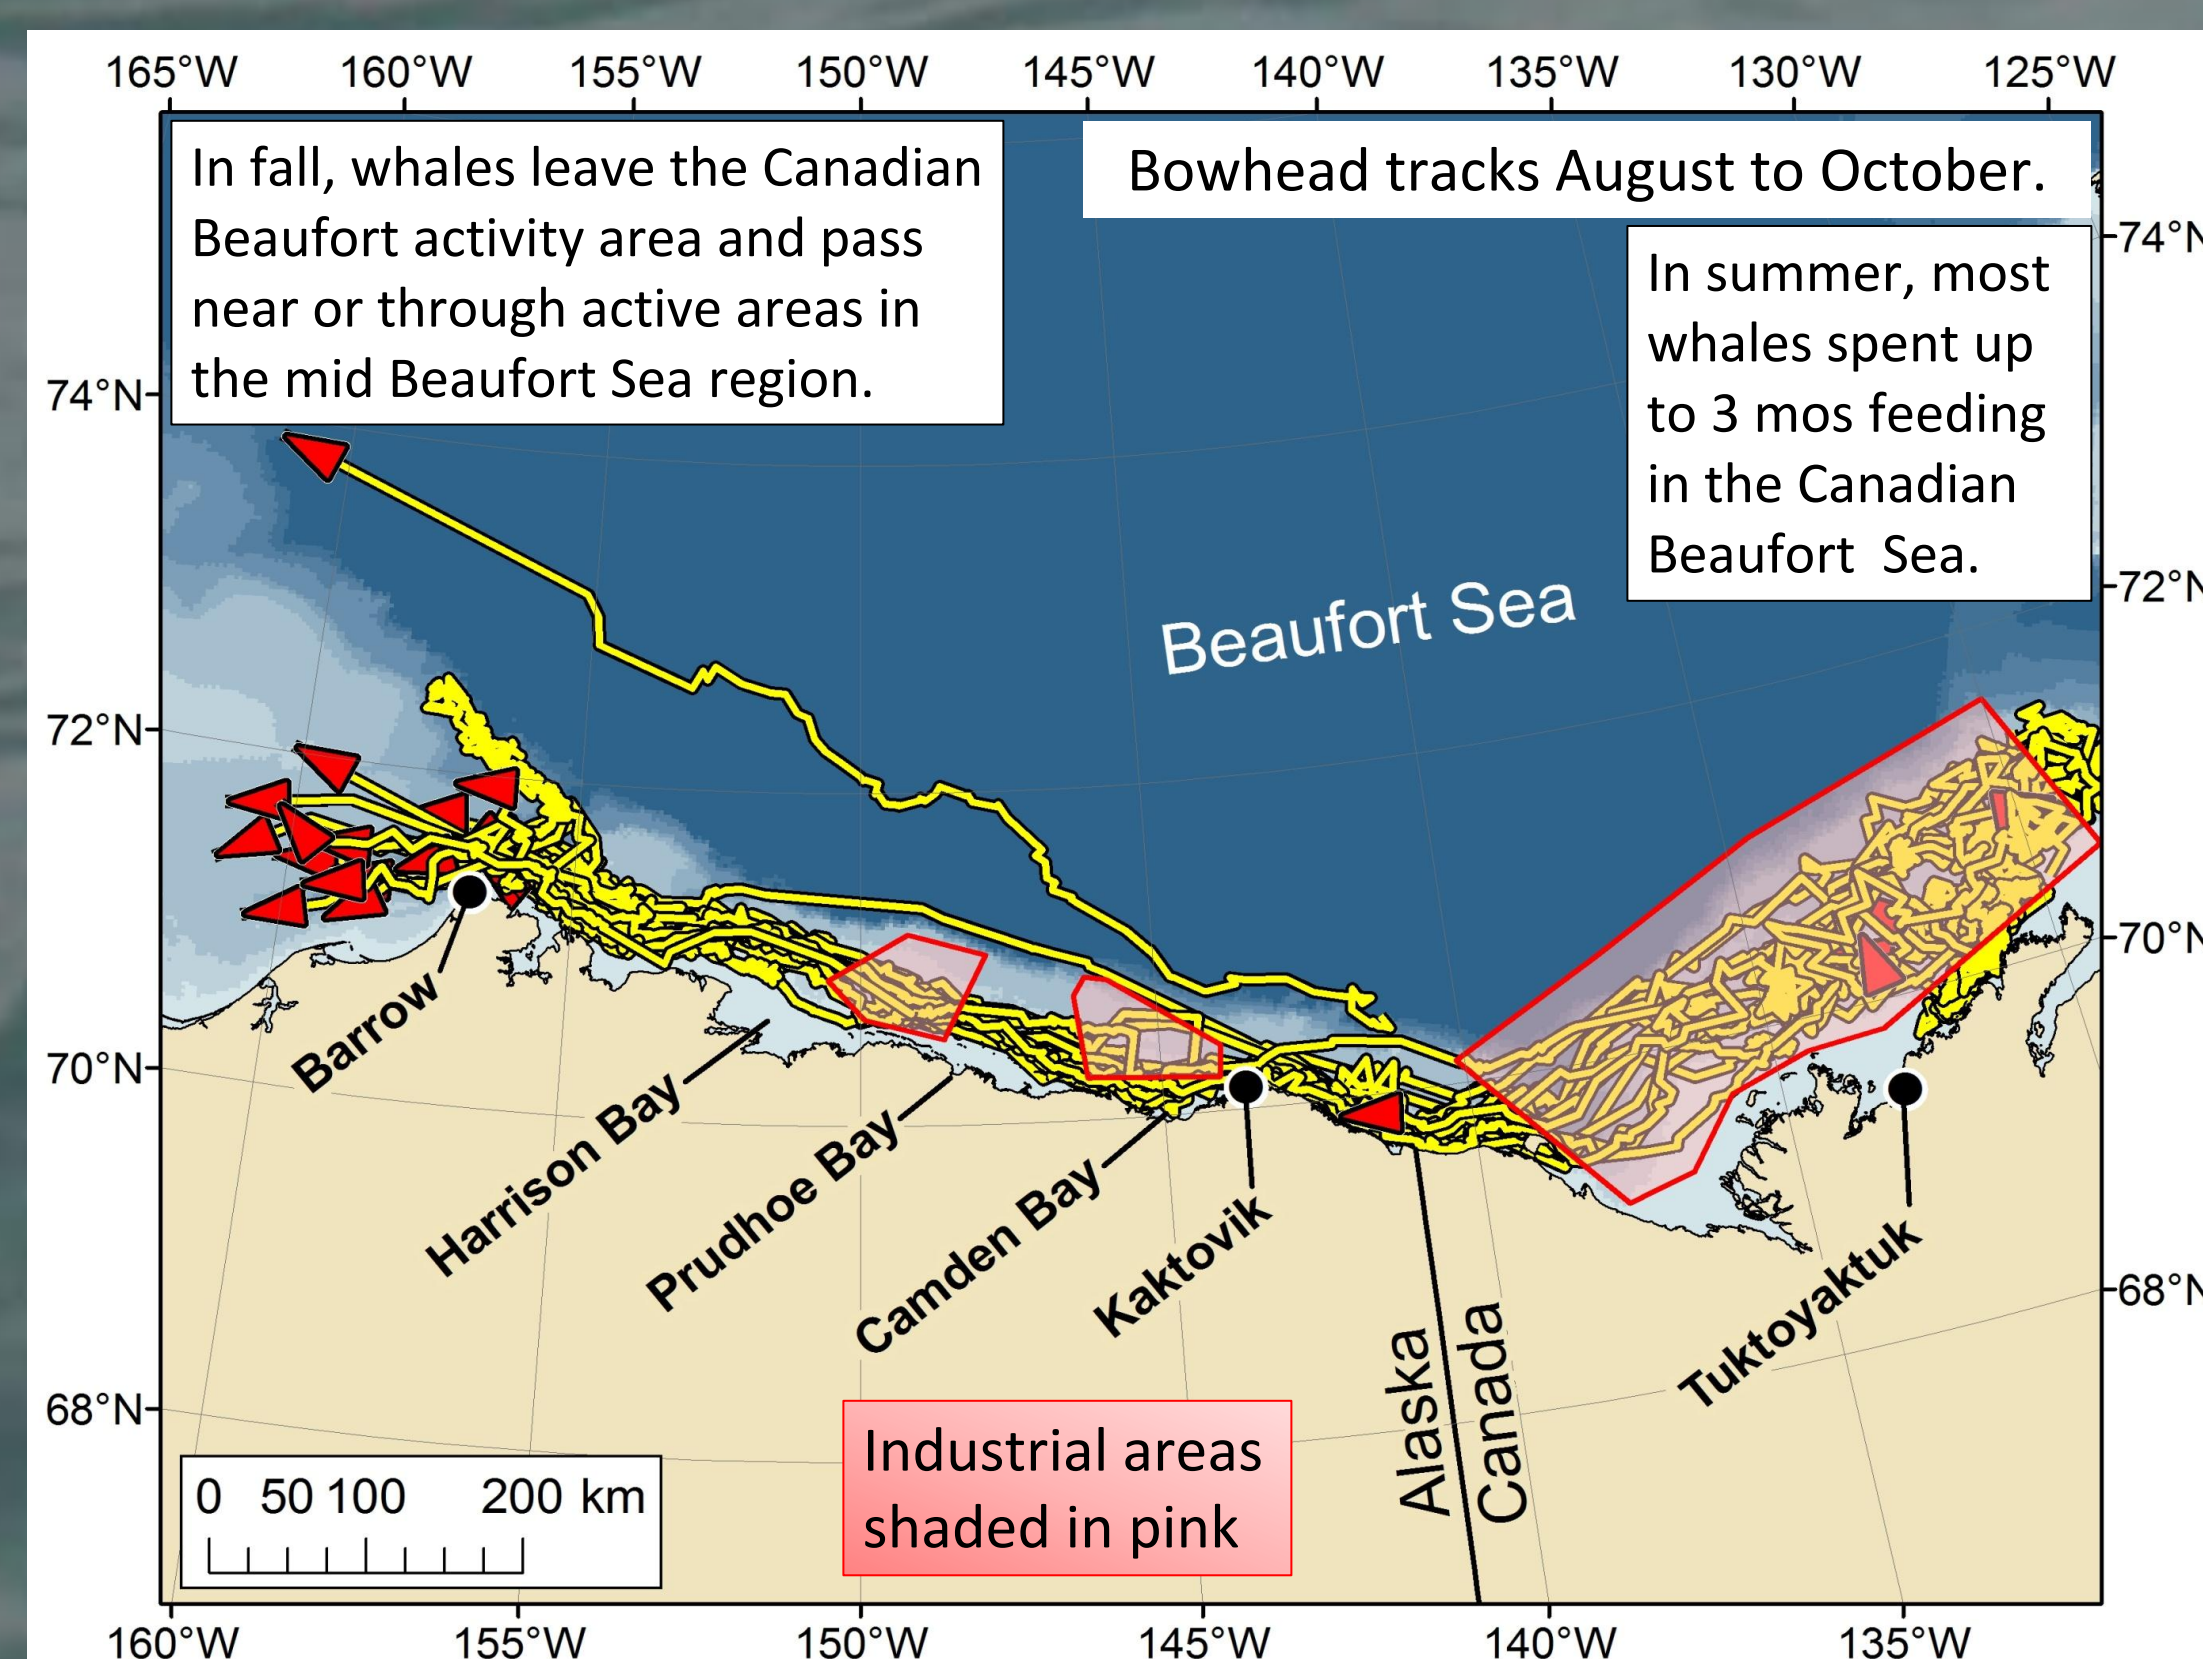 165°W 160°W 155°W 150°W 145°W 140°W 135°W 130°W 125°W
In fall, whales leave the Canadian
Beaufort activity area and pass
near or through active areas in
the mid Beaufort Sea region.
Bowhead tracks August to October.
In summer, most
whales spent up
to 3 mos feeding
in the Canadian
Beaufort Sea.
74°N
74°N
72°N
Beaufort Sea
72°N
70°N
70°N
Barrow
Harrison Bay
Prudhoe Bay
Camden Bay
Kaktovik
Tuktoyaktuk
68°N
Alaska
Canada
68°N
Industrial areas
shaded in pink
0 50 100 200 km
160°W 155°W 150°W 145°W 140°W 135°W